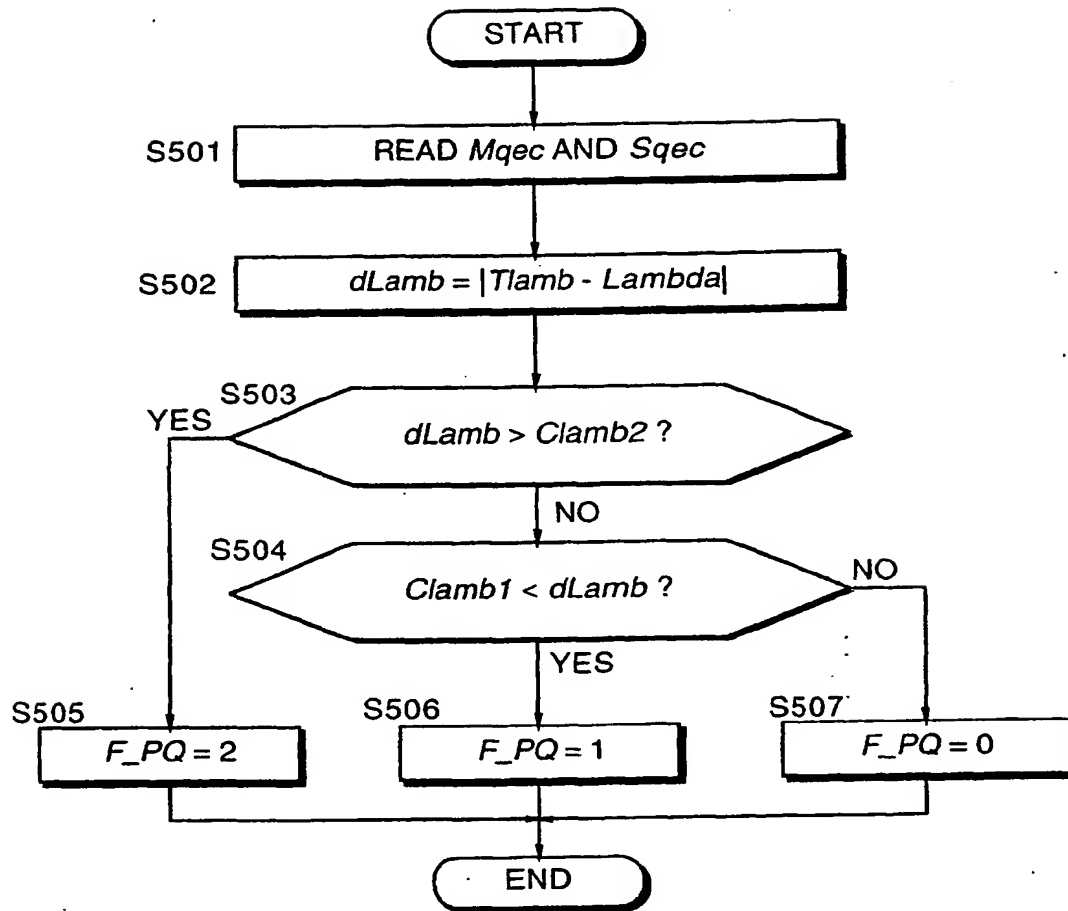 START
S501
READ Mqec AND Sqec
S502
dLamb = |Tlamb - Lambda|
S503
YES
dLamb > Clamb2 ?
NO
S504
Clamb1 < dLamb ?
NO
YES
S505
F_PQ = 2
S506
F_PQ = 1
S507
F_PQ = 0
END